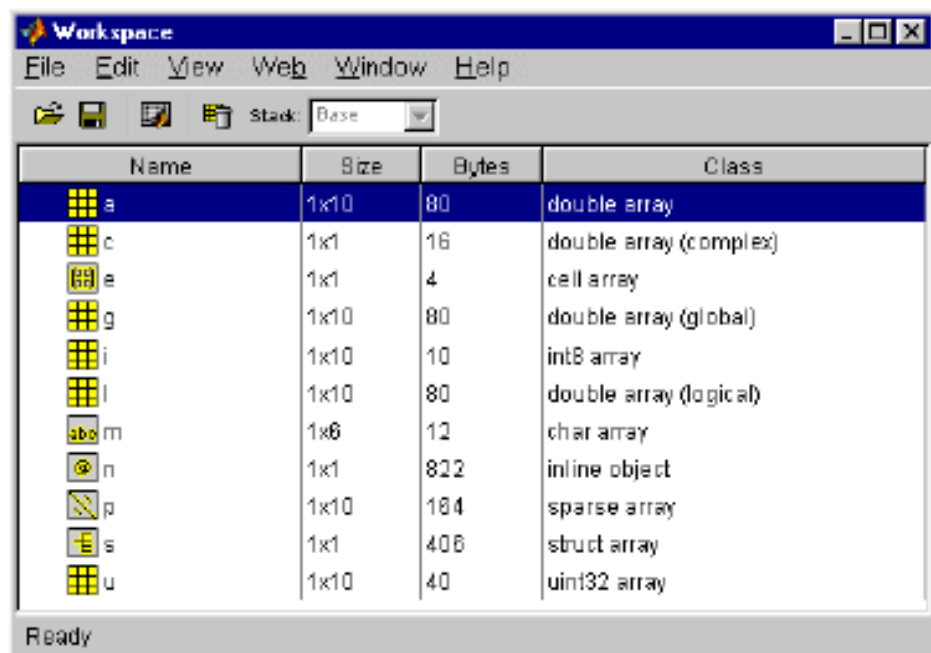 Workspace
File Edit View Web Window Help
Stack: Base
Name Size Bytes Class
a 1x10 80 double array
c 1x1 16 double array (complex)
e 1x1 4 cell array
g 1x10 80 double array (global)
i 1x10 10 int8 array
l 1x10 80 double array (logical)
abc m 1x6 12 char array
@ n 1x1 822 inline object
p 1x10 164 sparse array
s 1x1 406 struct array
u 1x10 40 uint32 array
Ready